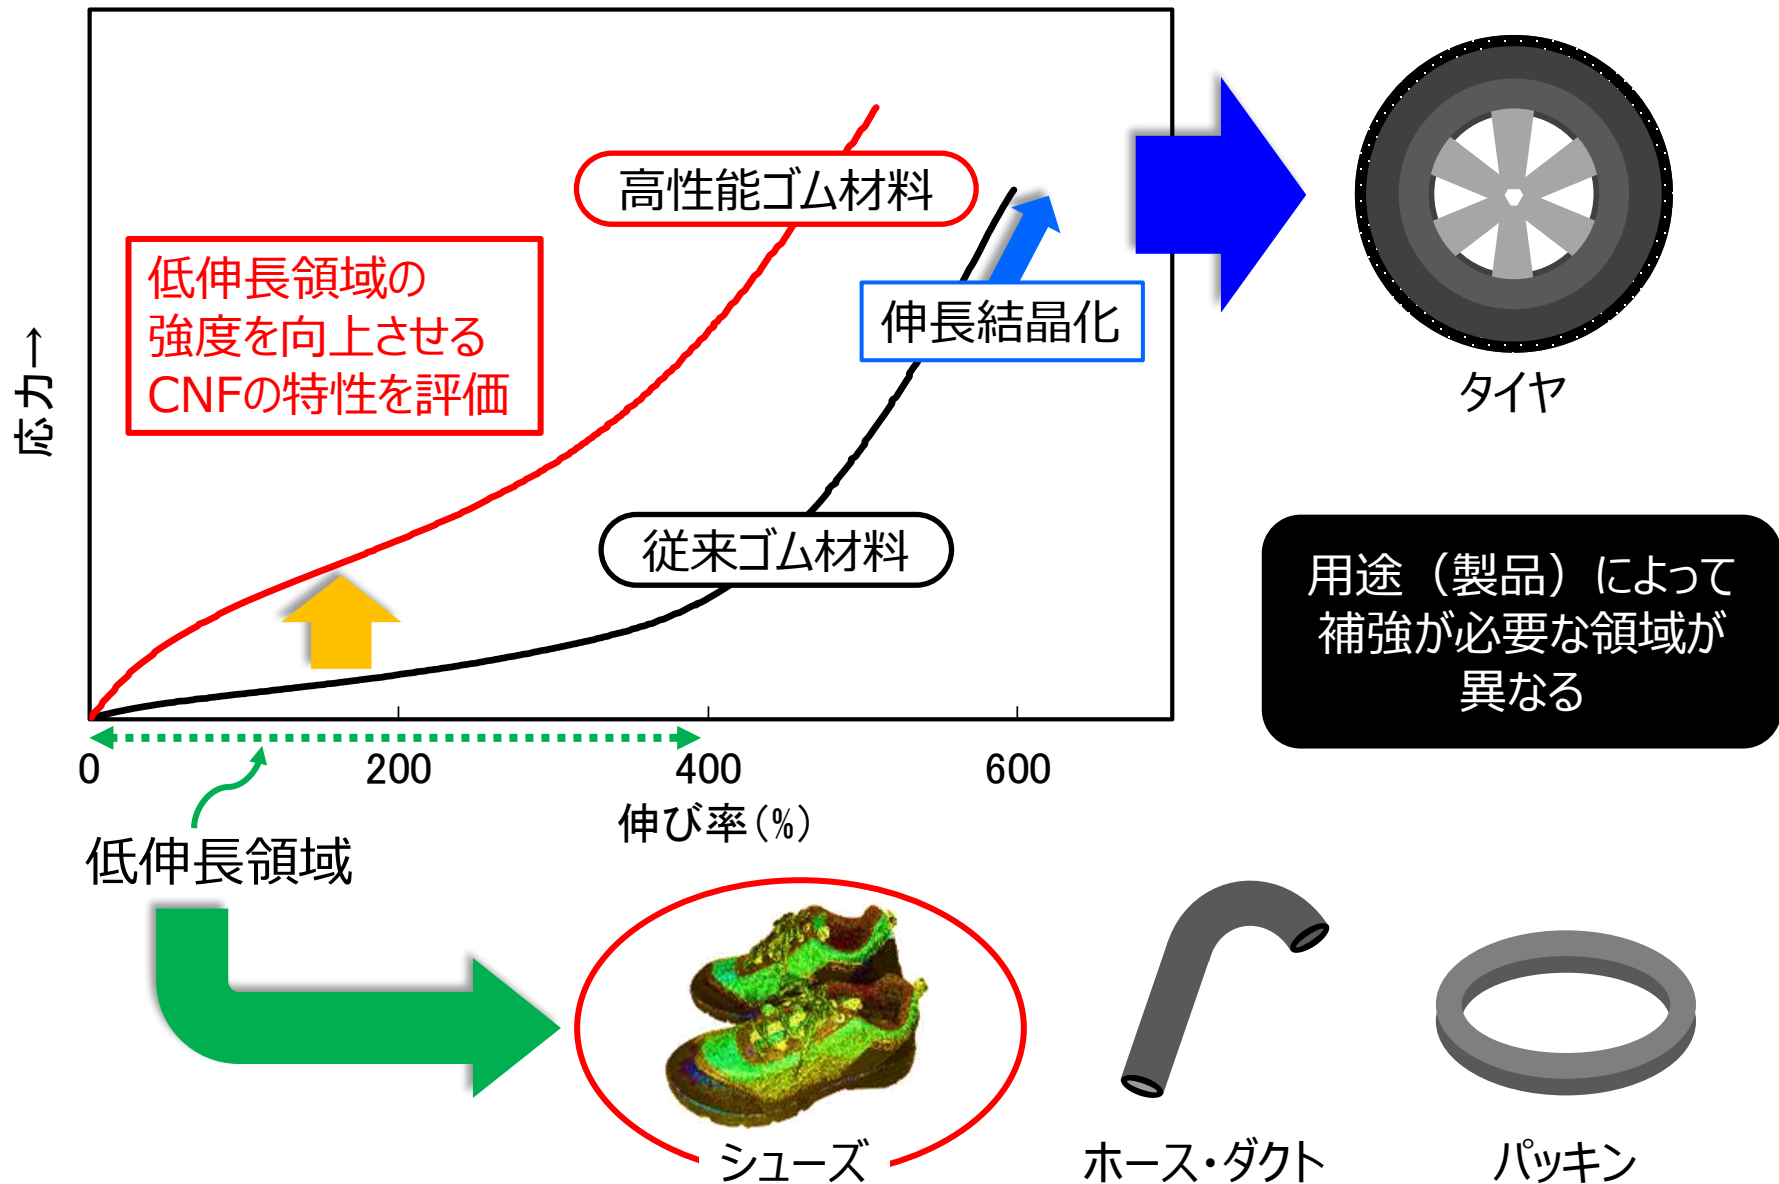 高性能ゴム材料
低伸長領域の
強度を向上させる
CNFの特性を評価
伸長結晶化
応力→
タイヤ
従来ゴム材料
用途（製品）によって
補強が必要な領域が
異なる
0 200 400 600
伸び率(%)
低伸長領域
シューズ
ホース・ダクト
パッキン